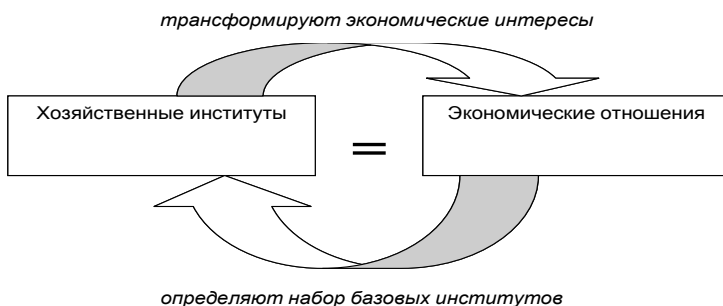 трансформируют экономические интересы
Хозяйственные институты
=
Экономические отношения
определяют набор базовых институтов